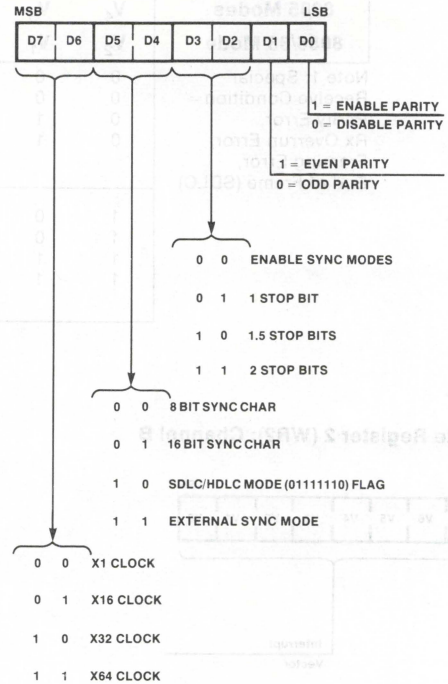 MSB LSB
D7 D6 D5 D4 D3 D2 D1 D0
1 = ENABLE PARITY
0 = DISABLE PARITY
1 = EVEN PARITY
0 = ODD PARITY
0 0 ENABLE SYNC MODES
0 1 1 STOP BIT
1 0 1.5 STOP BITS
1 1 2 STOP BITS
0 0 8 BIT SYNC CHAR
0 1 16 BIT SYNC CHAR
1 0 SDLC/HDLC MODE (01111110) FLAG
1 1 EXTERNAL SYNC MODE
0 0 X1 CLOCK
0 1 X16 CLOCK
1 0 X32 CLOCK
1 1 X64 CLOCK